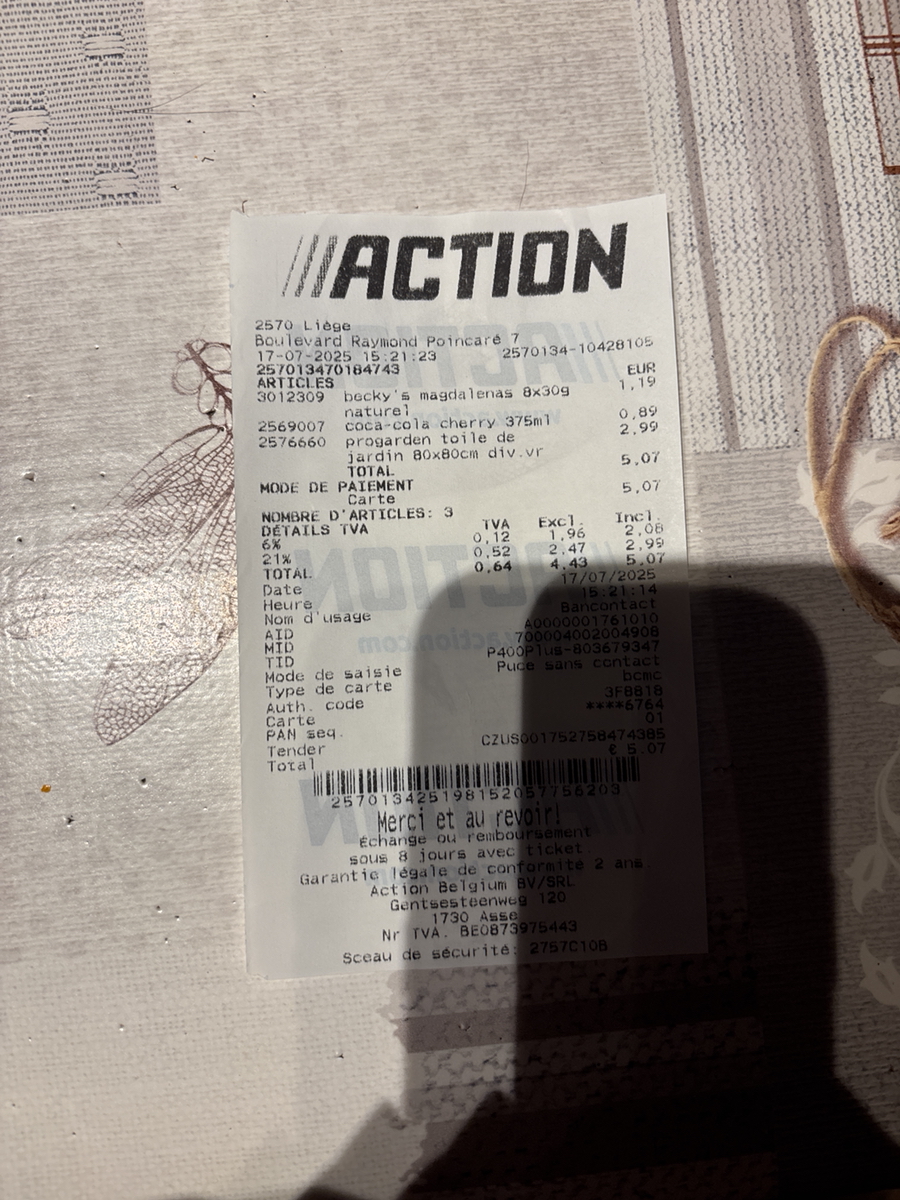 ///ACTION
2570 Liège
Boulevard Raymond Poincaré 7
17-07-2025 15:21:23 2570134-10428105
257013470184743 EUR
ARTICLES 1,19
3012309 becky's magdalenas 8x30g
naturel 0,89
2569007 coca-cola cherry 375ml 2,99
2576660 progarden toile de
jardin 80x80cm div.vr 5,07
TOTAL
MODE DE PAIEMENT 5,07
Carte
NOMBRE D'ARTICLES: 3
DÉTAILS TVA TVA Excl. Incl.
6% 0,12 1,96 2,08
21% 0,52 2,47 2,99
TOTAL 0,64 4,43 5,07
Date 17/07/2025
Heure 15:21:14
Nom d'usage Bancontact
AID A0000001761010
MID 700004002004908
TID P400Plus-803679347
Mode de saisie Puce sans contact
Type de carte bcmc
Auth. code 3F8818
Carte ****6764
PAN seq. 01
Tender CZUS001752758474385
Total € 5.07
257013425198152057756203
Merci et au revoir!
Échange ou remboursement
sous 8 jours avec ticket.
Garantie légale de conformité 2 ans.
Action Belgium BV/SRL
Gentsesteenweg 120
1730 Asse
Nr TVA. BE0873975443
Sceau de sécurité: 2757C10B